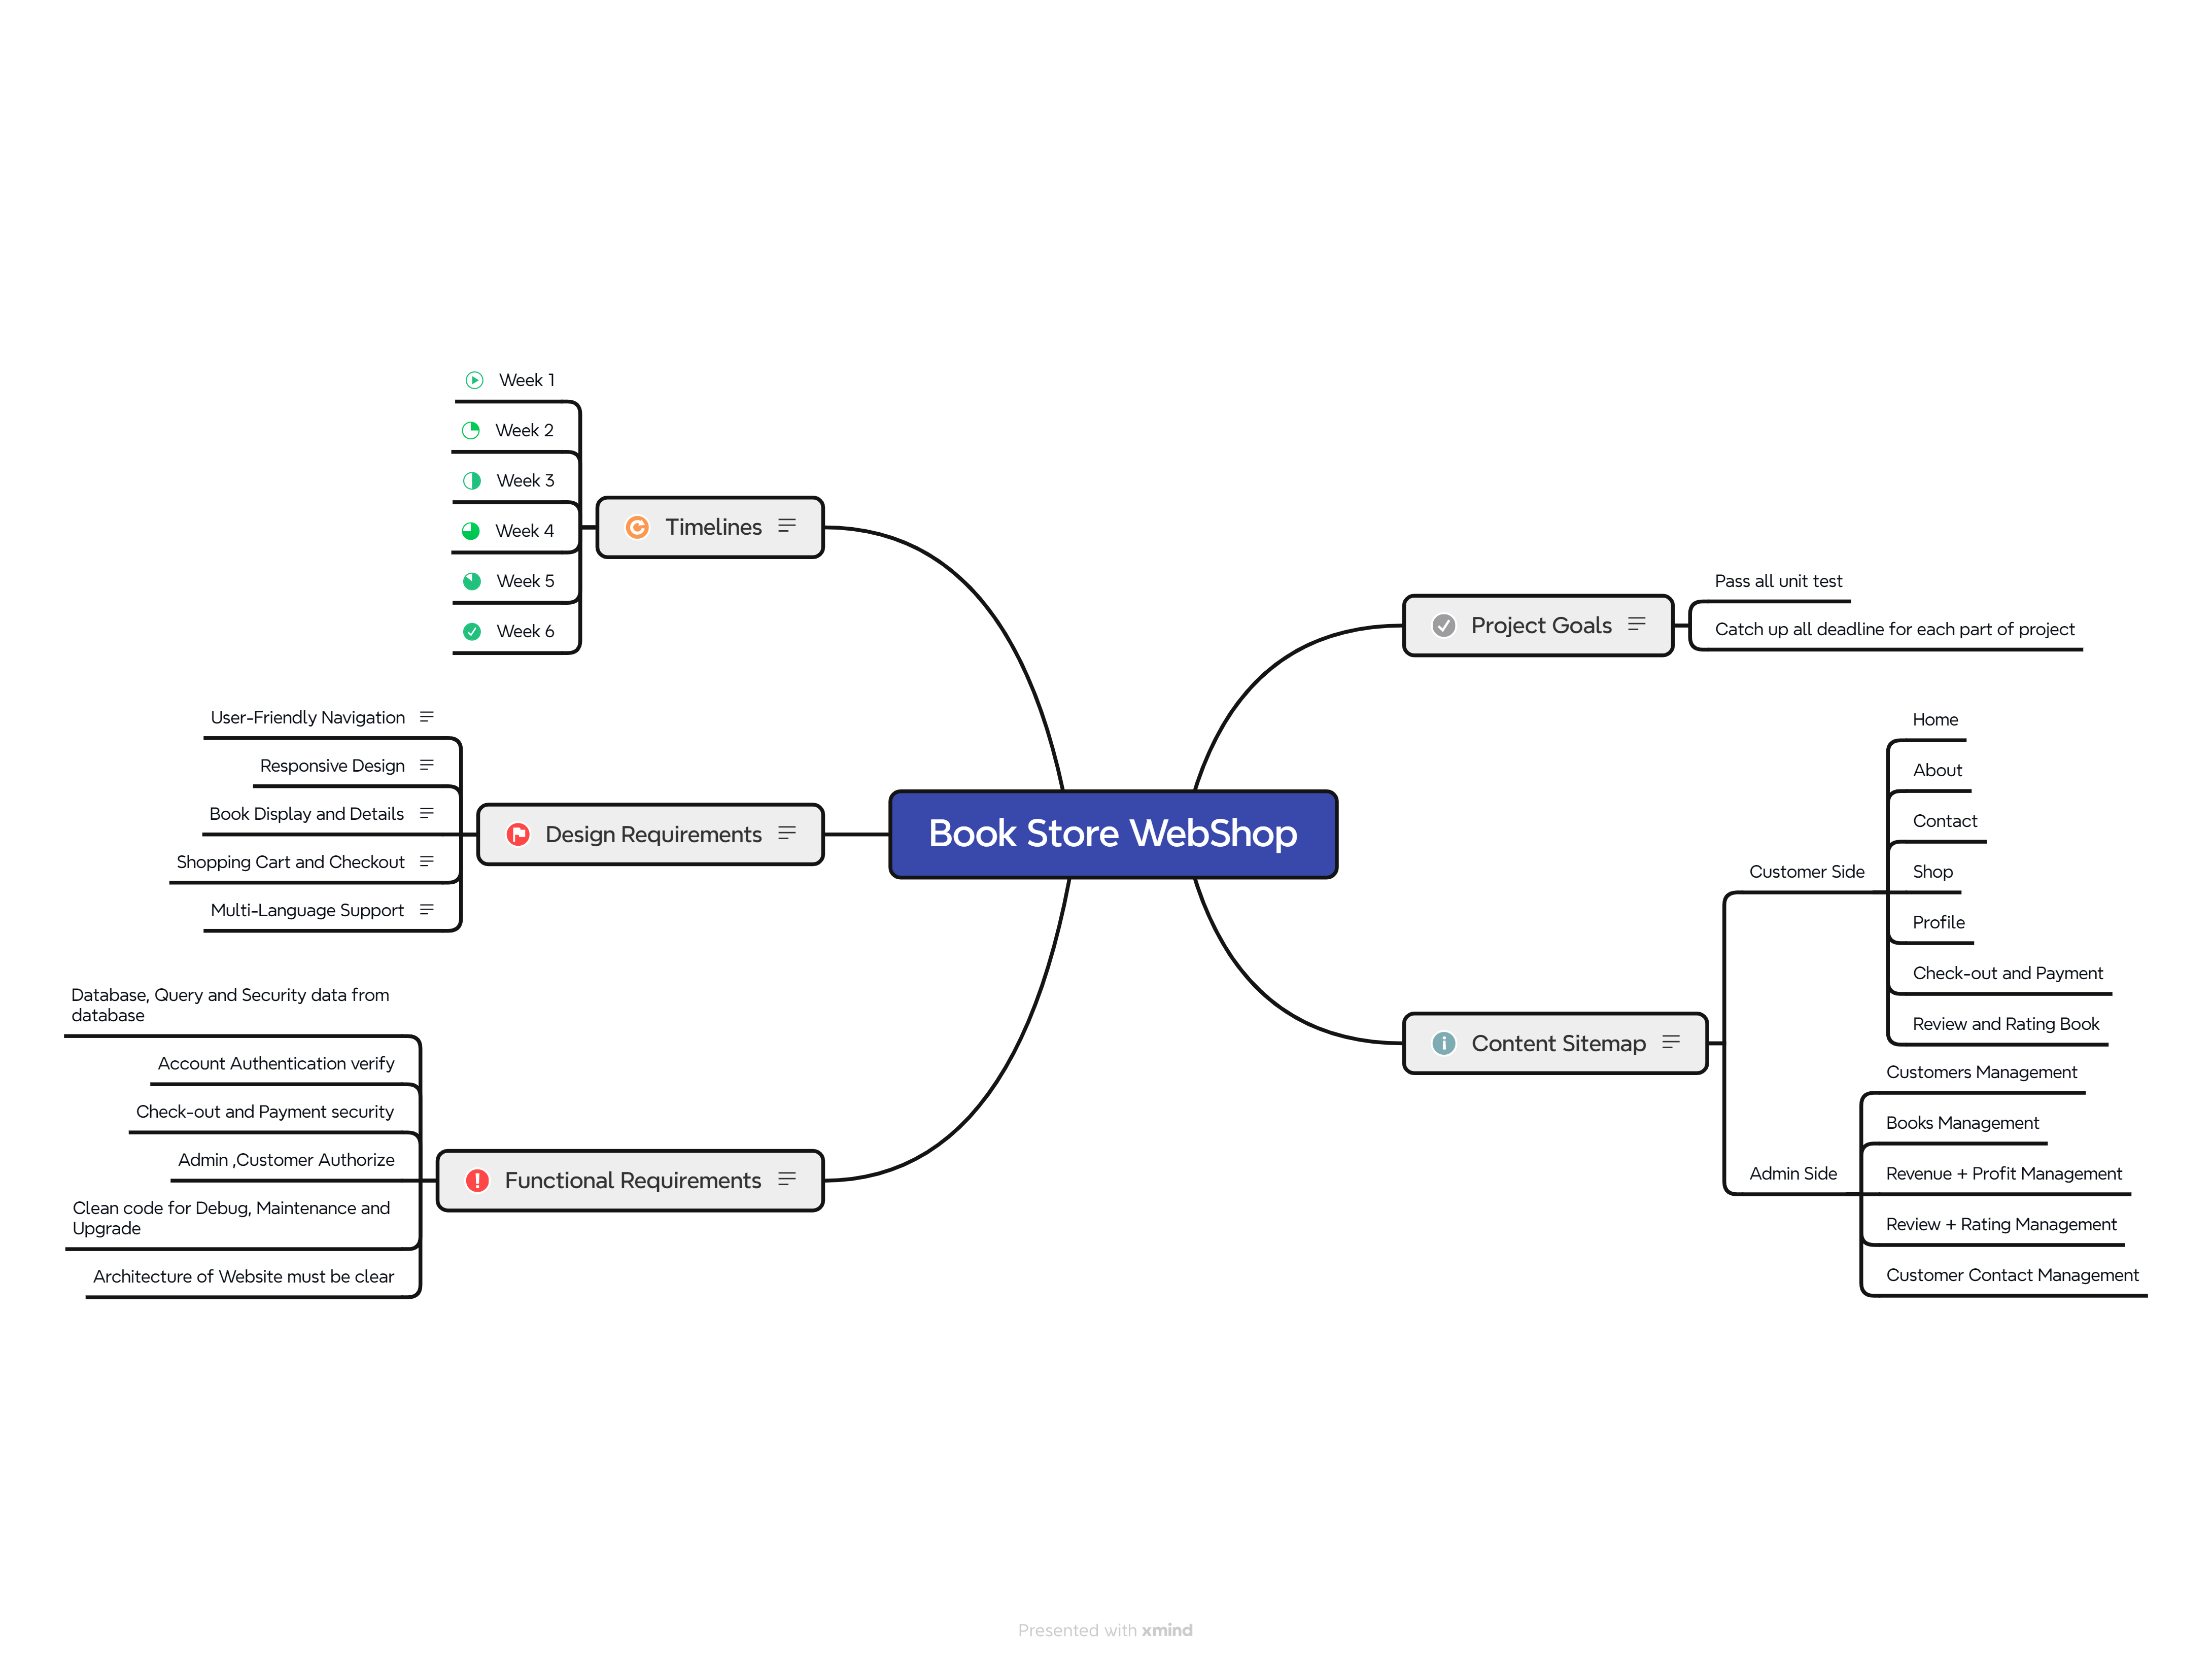 Week 1
Week 2
Week 3
Week 4
Week 5
Week 6
Timelines
User-Friendly Navigation
Responsive Design
Book Display and Details
Shopping Cart and Checkout
Multi-Language Support
Design Requirements
Database, Query and Security data from
database
Account Authentication verify
Check-out and Payment security
Admin ,Customer Authorize
Clean code for Debug, Maintenance and
Upgrade
Architecture of Website must be clear
Functional Requirements
Book Store WebShop
Project Goals
Pass all unit test
Catch up all deadline for each part of project
Content Sitemap
Customer Side
Home
About
Contact
Shop
Profile
Check-out and Payment
Review and Rating Book
Admin Side
Customers Management
Books Management
Revenue + Profit Management
Review + Rating Management
Customer Contact Management
Presented with xmind